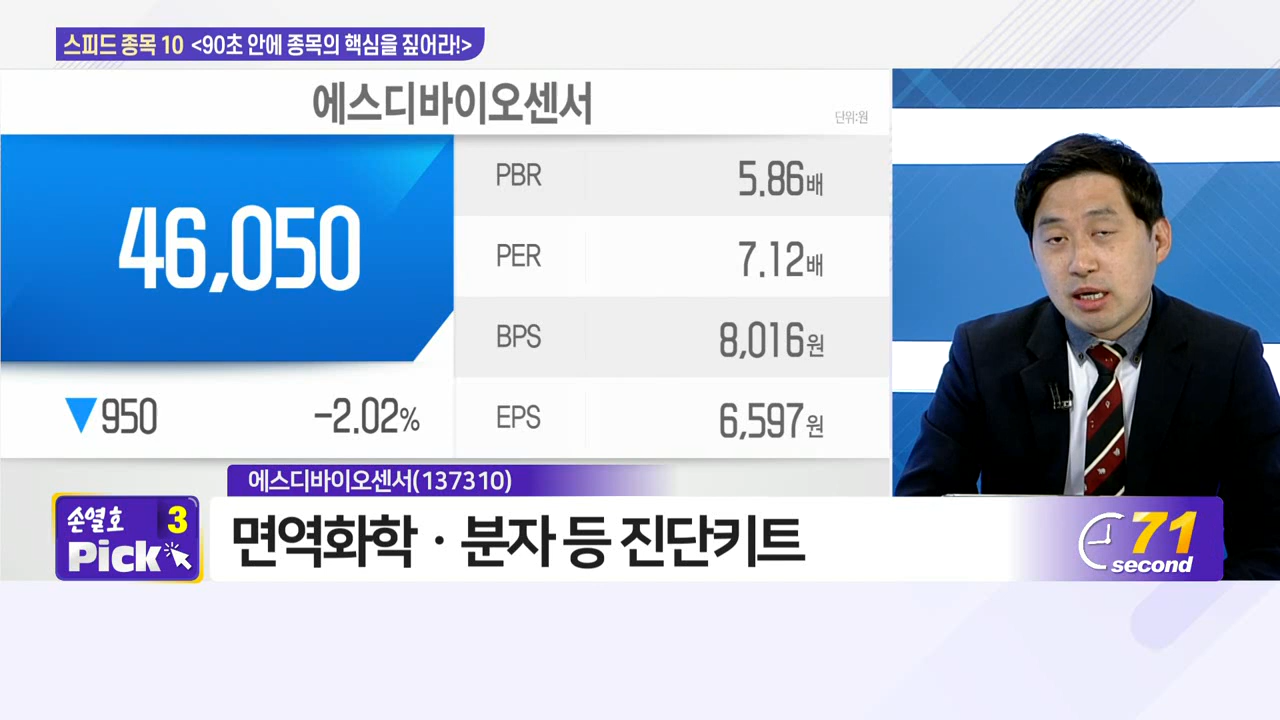 스피드 종목 10 <90초 안에 종목의 핵심을 짚어라!>
에스디바이오센서
단위:원
46,050
▼950 -2.02%
PBR 5.86배
PER 7.12배
BPS 8,016원
EPS 6,597원
에스디바이오센서(137310)
손열호 3
Pick
면역화학·분자 등 진단키트
71
second